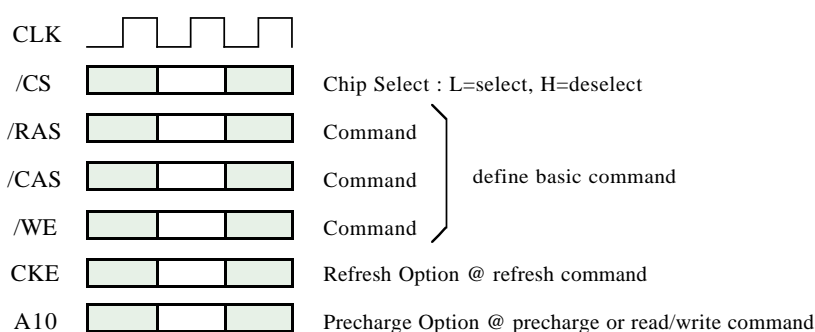 CLK
/CS Chip Select : L=select, H=deselect
/RAS Command
/CAS Command define basic command
/WE Command
CKE Refresh Option @ refresh command
A10 Precharge Option @ precharge or read/write command